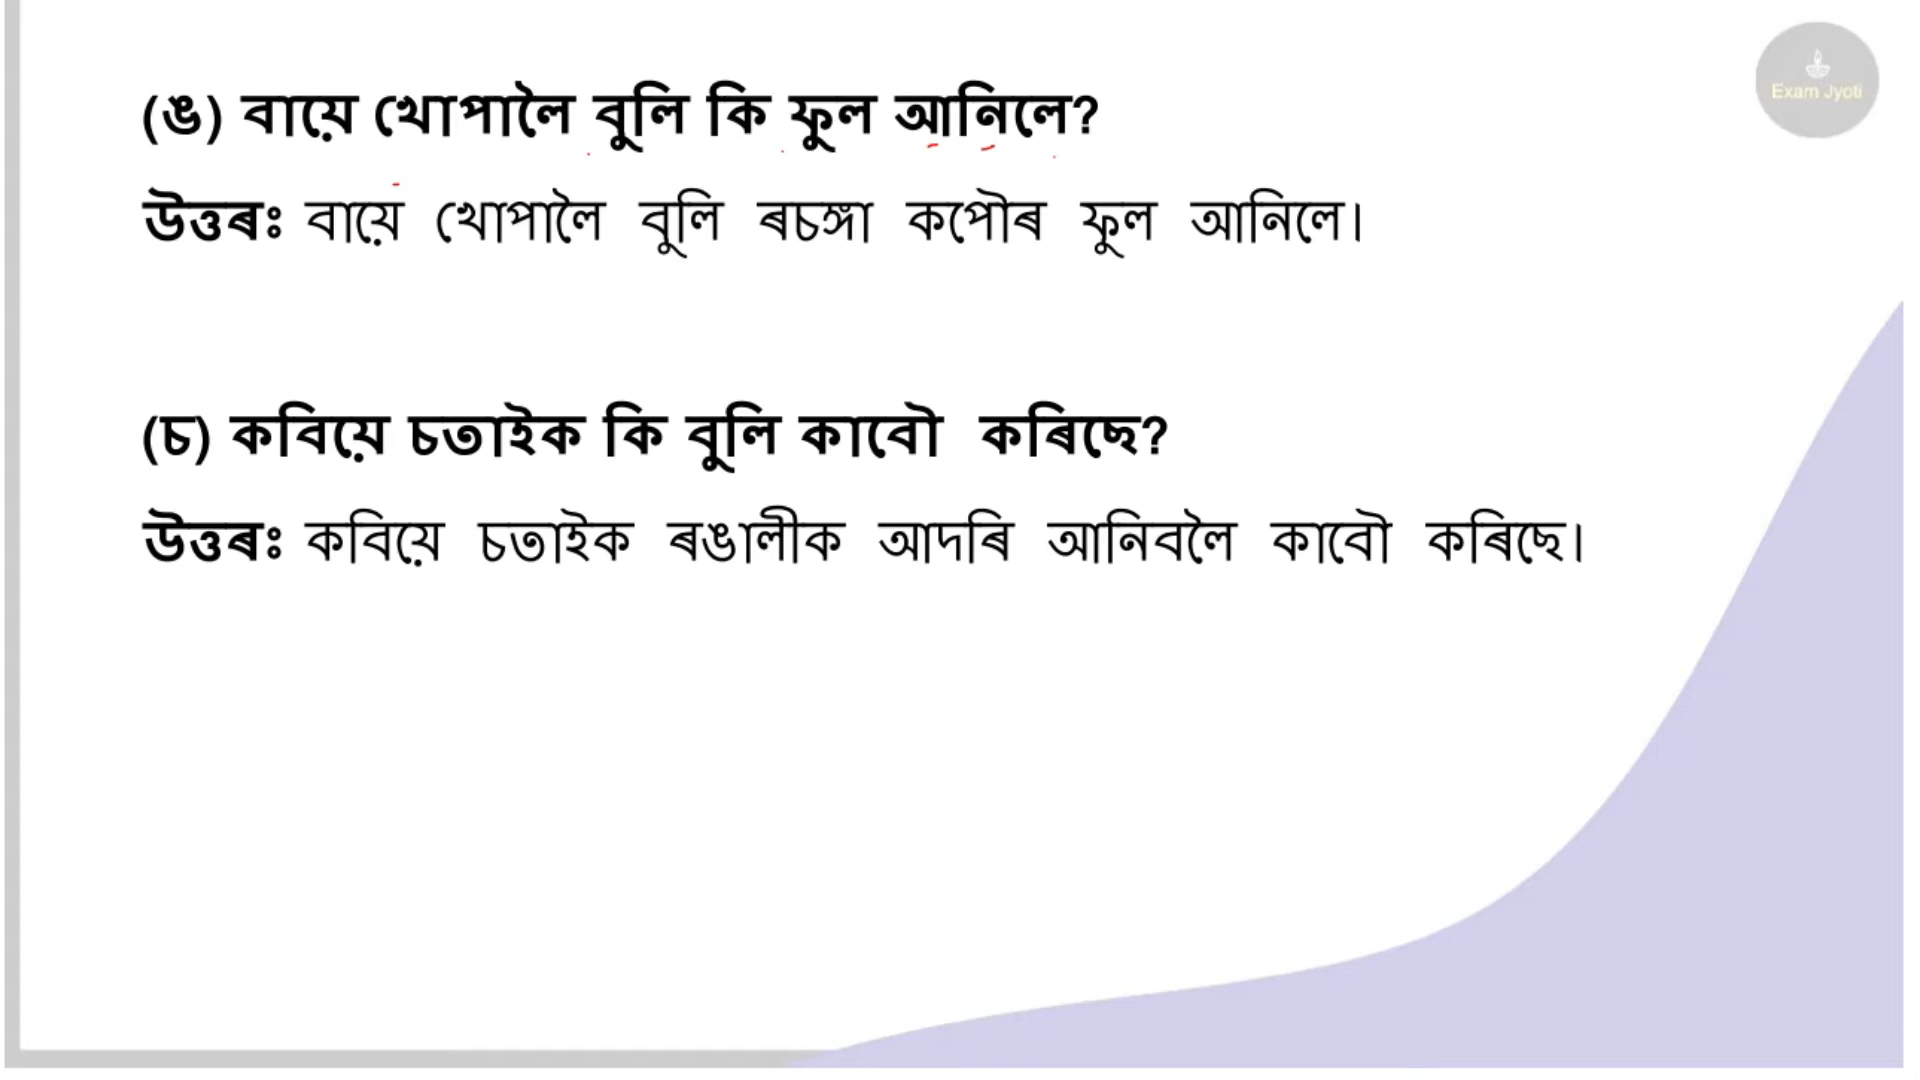 Exam Jyoti
(ঙ) বায়ে খোপালৈ বুলি কি ফুল আনিলে?
উত্তৰঃ বায়ে খোপালৈ বুলি ৰচঙ্গা কপৌৰ ফুল আনিলে।
(চ) কবিয়ে চতাইক কি বুলি কাবৌ কৰিছে?
উত্তৰঃ কবিয়ে চতাইক ৰঙালীক আদৰি আনিবলৈ কাবৌ কৰিছে।